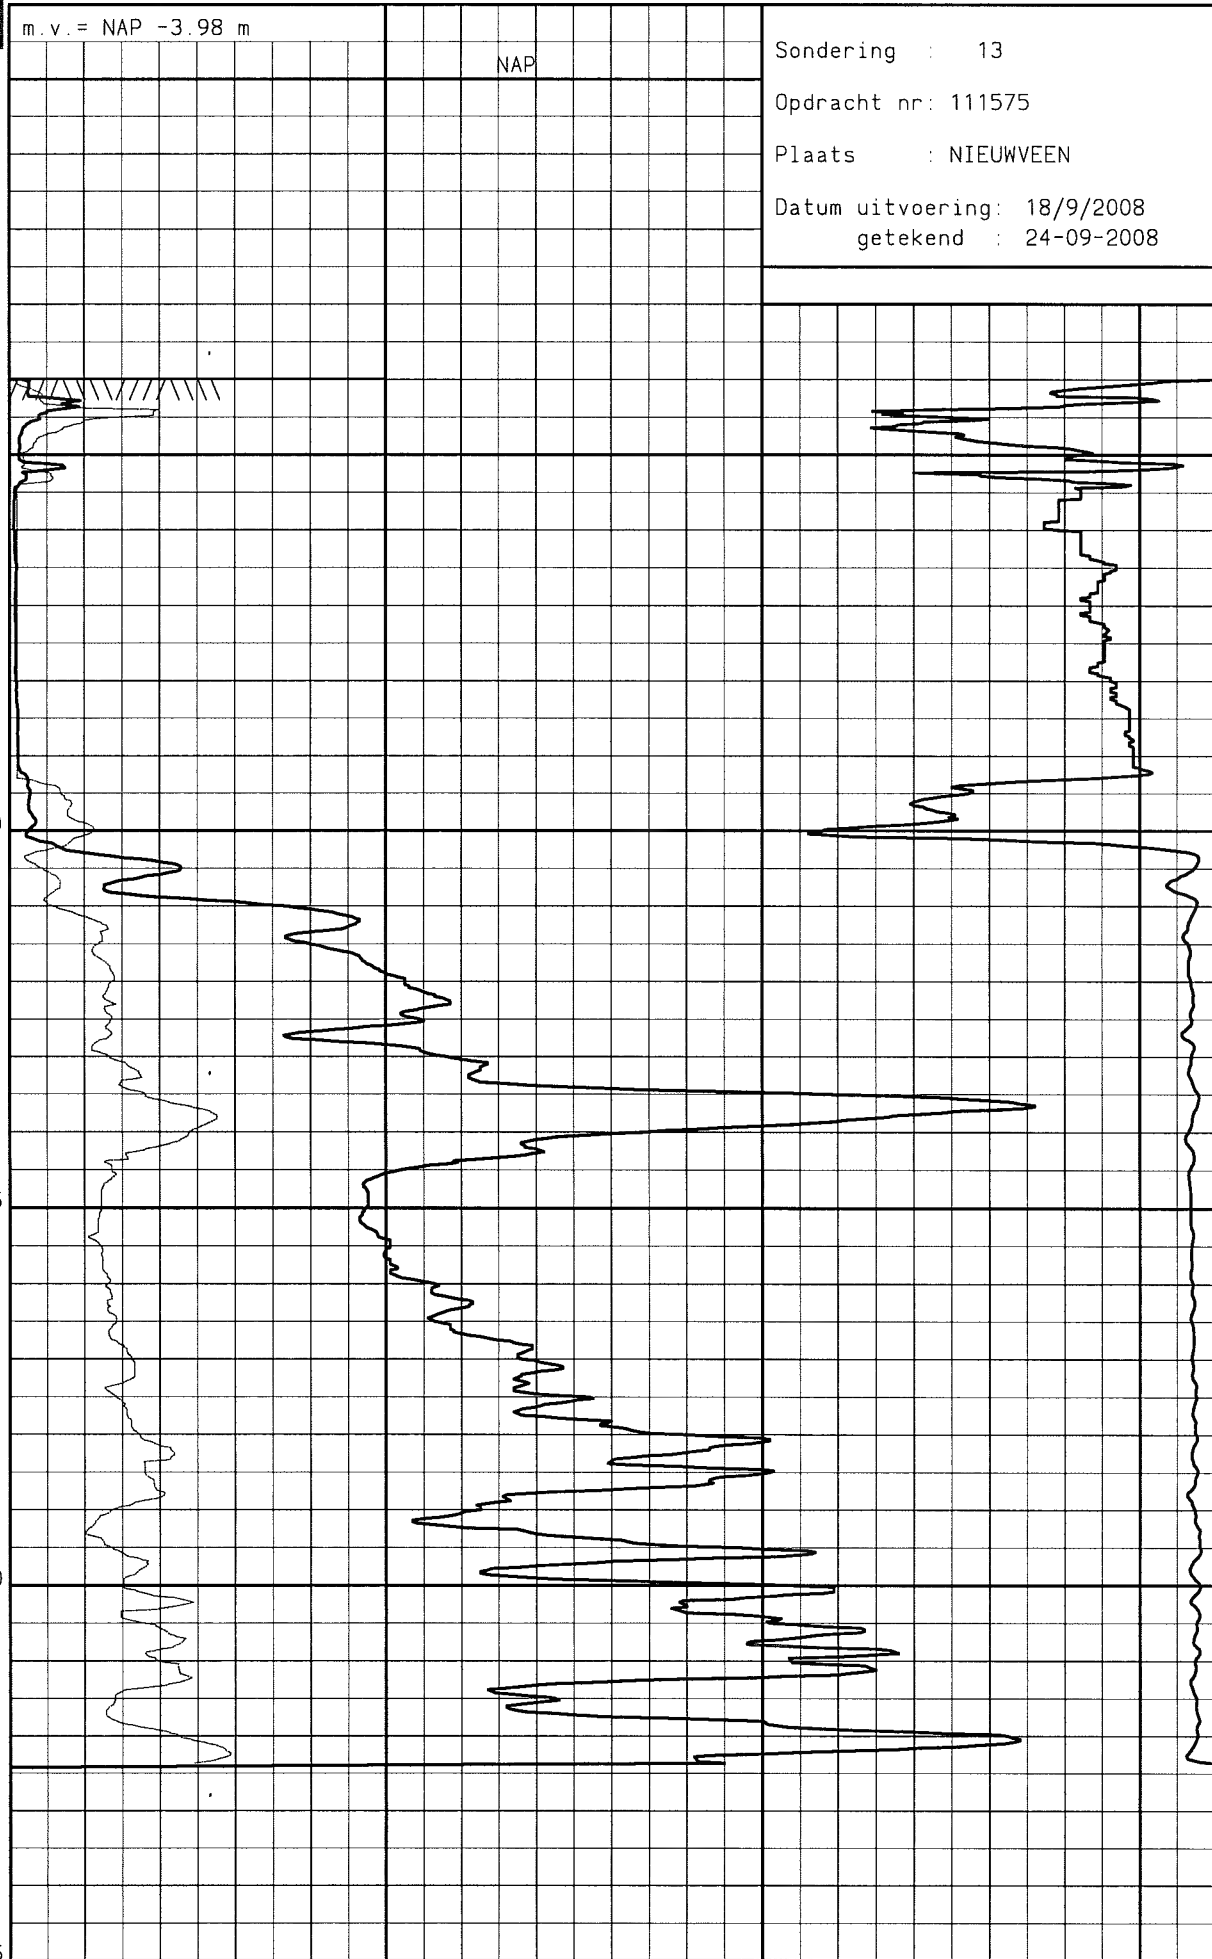 m.v.= NAP -3.98 m
NAP
Sondering : 13
Opdracht nr: 111575
Plaats : NIEUWVEEN
Datum uitvoering: 18/9/2008
getekend : 24-09-2008